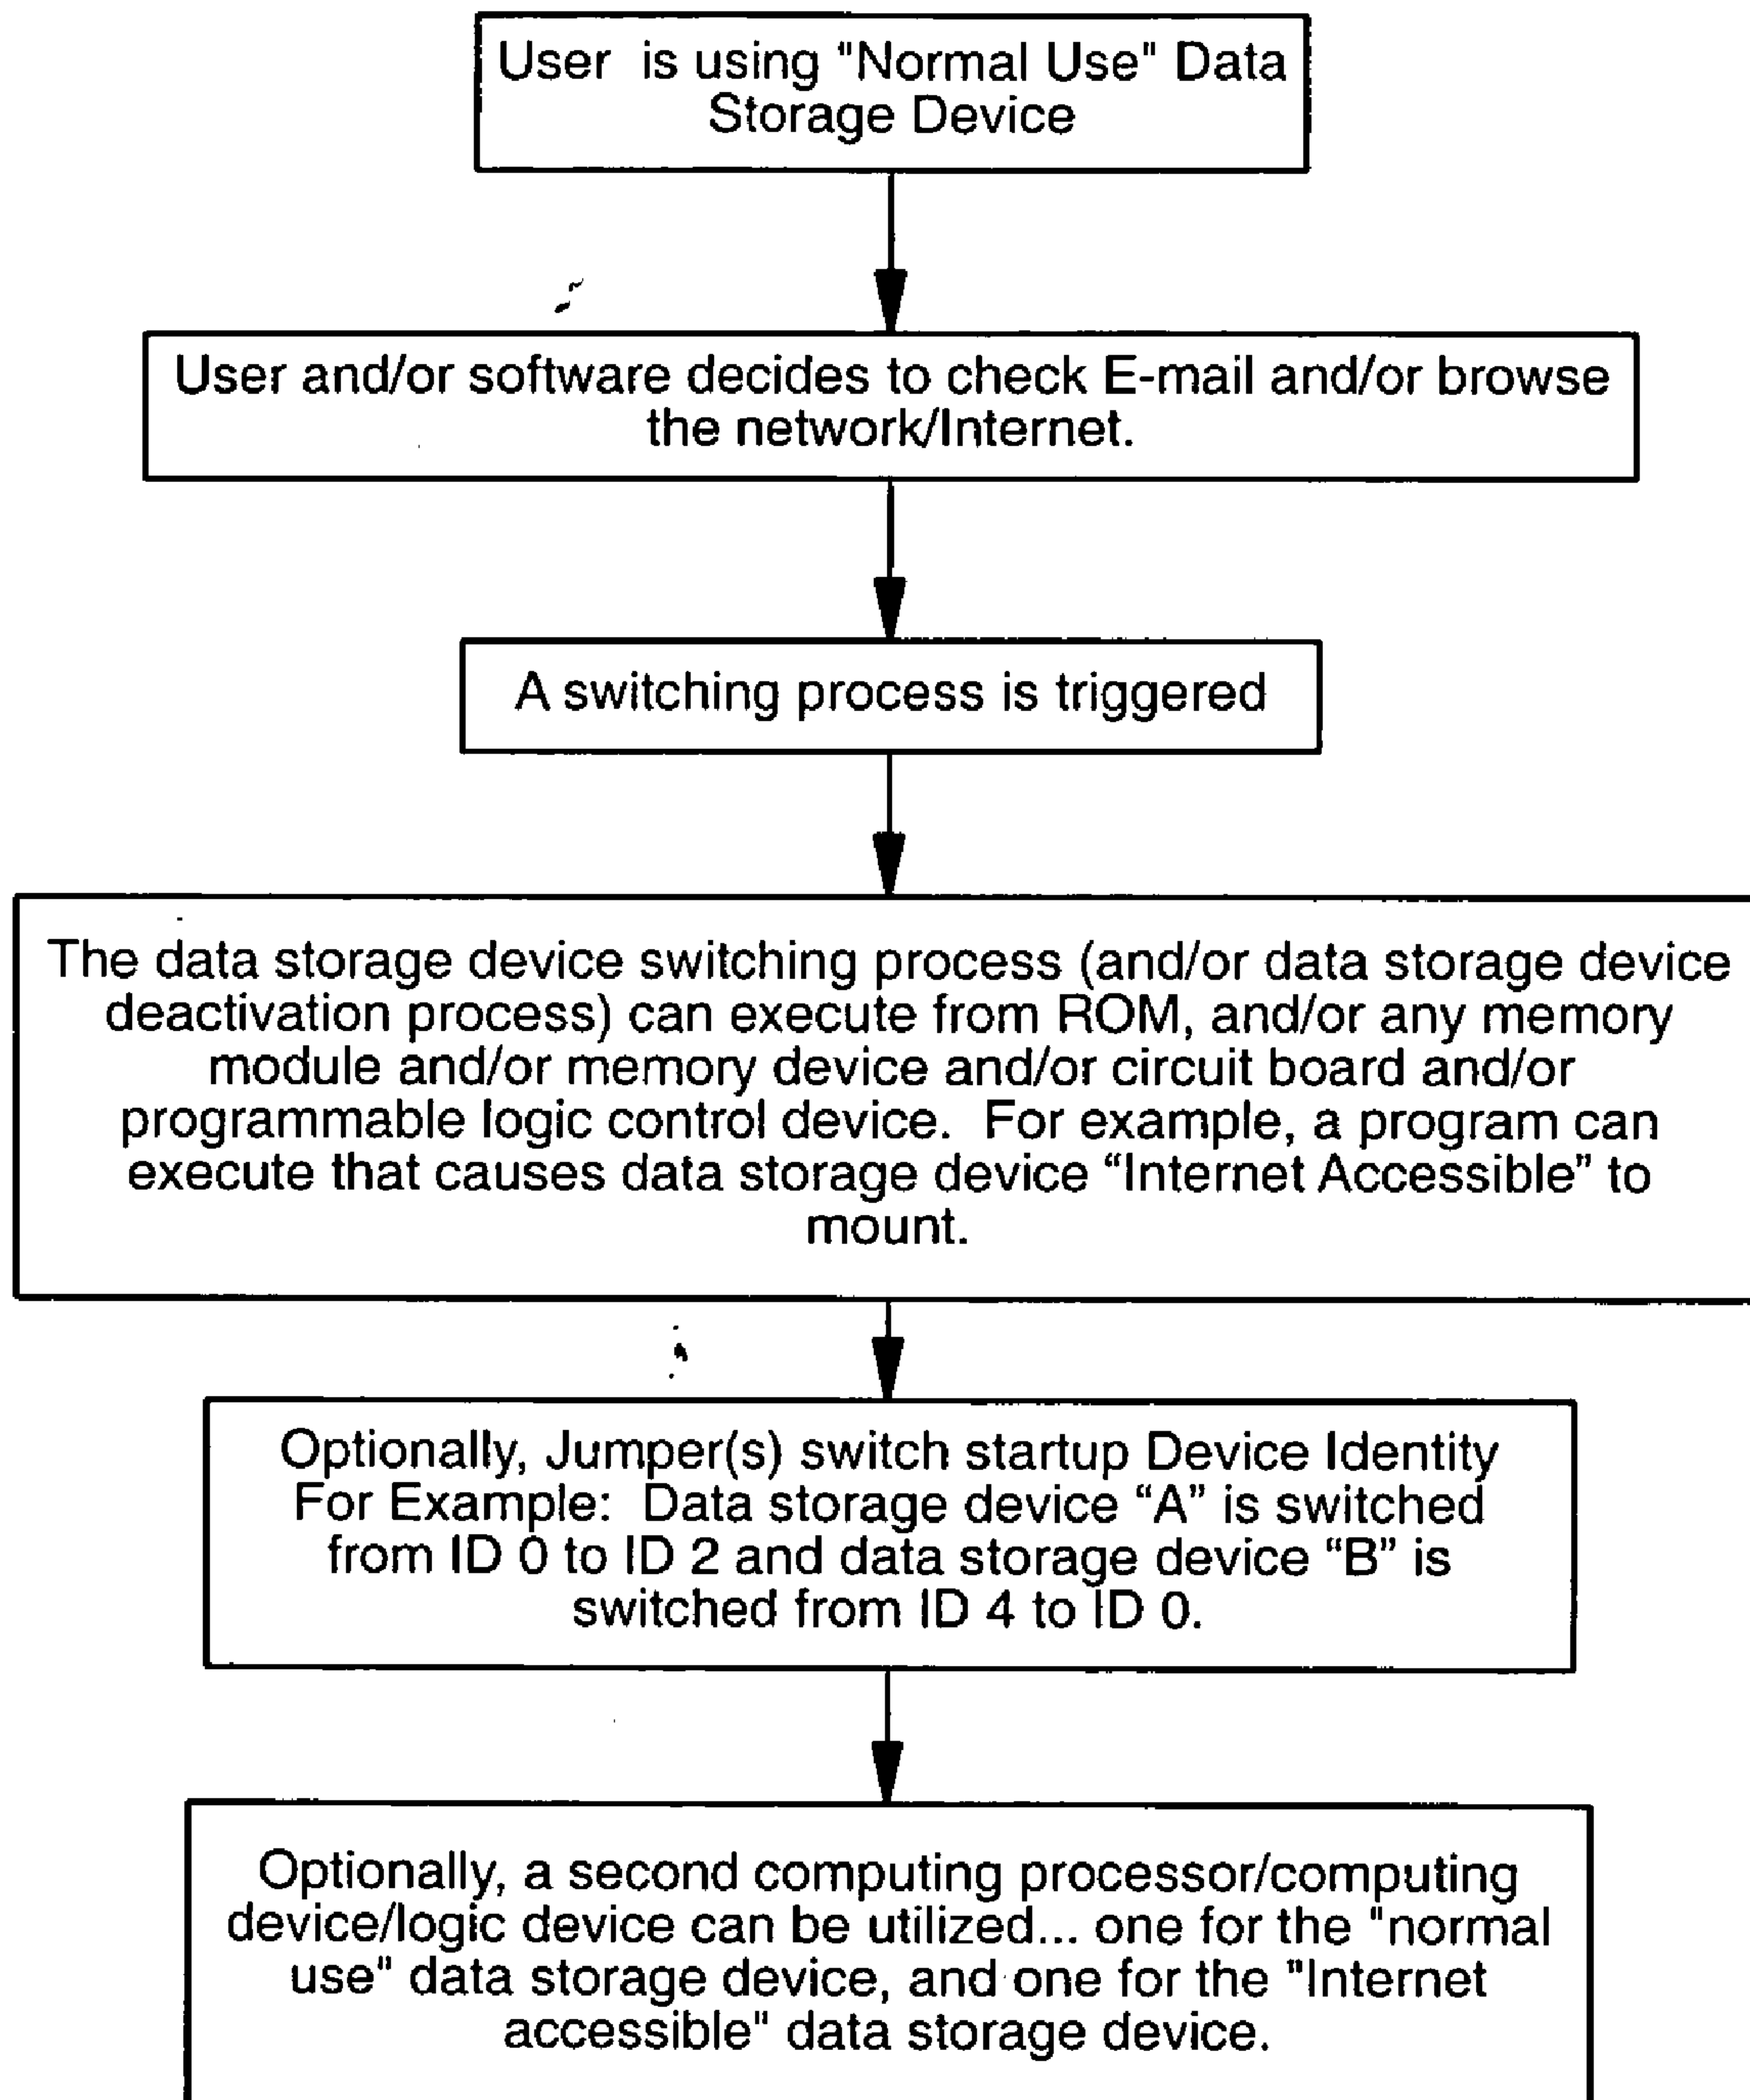 User is using "Normal Use" Data
Storage Device
User and/or software decides to check E-mail and/or browse
the network/Internet.
A switching process is triggered
The data storage device switching process (and/or data storage device
deactivation process) can execute from ROM, and/or any memory
module and/or memory device and/or circuit board and/or
programmable logic control device. For example, a program can
execute that causes data storage device “Internet Accessible” to
mount.
Optionally, Jumper(s) switch startup Device Identity
For Example: Data storage device “A” is switched
from ID 0 to ID 2 and data storage device “B” is
switched from ID 4 to ID 0.
Optionally, a second computing processor/computing
device/logic device can be utilized... one for the "normal
use" data storage device, and one for the "Internet
accessible" data storage device.